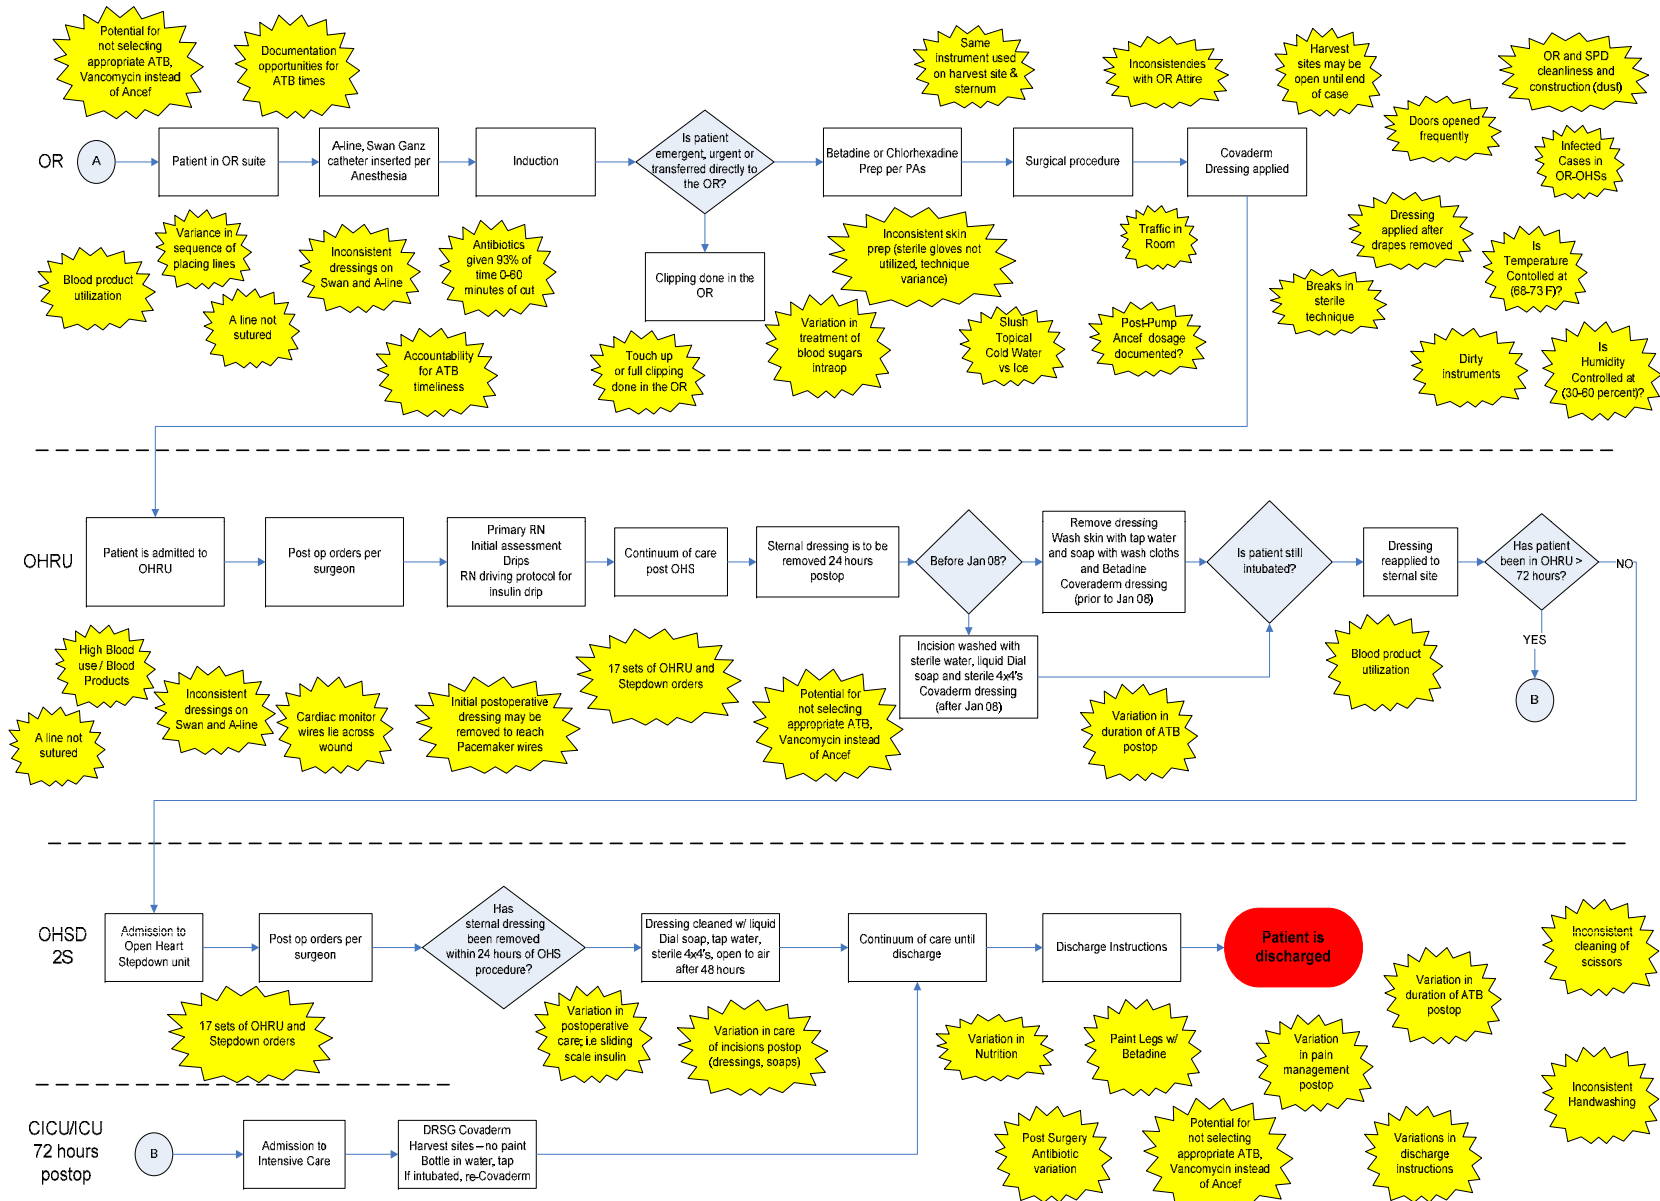 Potential for
not selecting
appropriate ATB,
Vancomycin instead
of Ancef
Documentation
opportunities for
ATB times
Same
instrument used
on harvest site &
sternum
Inconsistencies
with OR Attire
Harvest
sites may be
open until end
of case
OR and SPD
cleanliness and
construction (dust)
Doors opened
frequently
Infected
Cases in
OR-OHSs
OR
A
Patient in OR suite
A-line, Swan Ganz
catheter inserted per
Anesthesia
Induction
Is patient
emergent, urgent or
transferred directly to
the OR?
Betadine or Chlorhexadine
Prep per PAs
Surgical procedure
Covaderm
Dressing applied
Clipping done in the
OR
Blood product
utilization
Variance in
sequence of
placing lines
A line not
sutured
Inconsistent
dressings on
Swan and A-line
Antibiotics
given 93% of
time 0-60
minutes of cut
Accountability
for ATB
timeliness
Touch up
or full clipping
done in the OR
Inconsistent skin
prep (sterile gloves not
utilized, technique
variance)
Variation in
treatment of
blood sugars
intraop
Slush
Topical
Cold Water
vs Ice
Traffic in
Room
Post-Pump
Ancef dosage
documented?
Dressing
applied after
drapes removed
Breaks in
sterile
technique
Is
Temperature
Contolled at
(68-73 F)?
Dirty
instruments
Is
Humidity
Controlled at
(30-60 percent)?
OHRU
Patient is admitted to
OHRU
Post op orders per
surgeon
Primary RN
Initial assessment
Drips
RN driving protocol for
insulin drip
Continuum of care
post OHS
Sternal dressing is to be
removed 24 hours
postop
Before Jan 08?
Remove dressing
Wash skin with tap water
and soap with wash cloths
and Betadine
Coveraderm dressing
(prior to Jan 08)
Incision washed with
sterile water, liquid Dial
soap and sterile 4x4's
Covaderm dressing
(after Jan 08)
Is patient still
intubated?
Dressing
reapplied to
sternal site
Has patient
been in OHRU >
72 hours?
NO
YES
B
High Blood
use / Blood
Products
A line not
sutured
Inconsistent
dressings on
Swan and A-line
Cardiac monitor
wires lie across
wound
Initial postoperative
dressing may be
removed to reach
Pacemaker wires
17 sets of OHRU and
Stepdown orders
Potential for
not selecting
appropriate ATB,
Vancomycin instead
of Ancef
Variation in
duration of ATB
postop
Blood product
utilization
OHSD
2S
Admission to
Open Heart
Stepdown unit
Post op orders per
surgeon
Has
sternal dressing
been removed
within 24 hours of OHS
procedure?
Dressing cleaned w/ liquid
Dial soap, tap water,
sterile 4x4's, open to air
after 48 hours
Continuum of care until
discharge
Discharge Instructions
Patient is
discharged
17 sets of OHRU and
Stepdown orders
Variation in
postoperative
care; i.e sliding
scale insulin
Variation in care
of incisions postop
(dressings, soaps)
Variation in
Nutrition
Paint Legs w/
Betadine
Variation
in pain
management
postop
Variation in
duration of ATB
postop
Inconsistent
cleaning of
scissors
Inconsistent
Handwashing
Post Surgery
Antibiotic
variation
Potential for
not selecting
appropriate ATB,
Vancomycin instead
of Ancef
Variations in
discharge
instructions
CICU/ICU
72 hours
postop
B
Admission to
Intensive Care
DRSG Covaderm
Harvest sites – no paint
Bottle in water, tap
If intubated, re-Covaderm